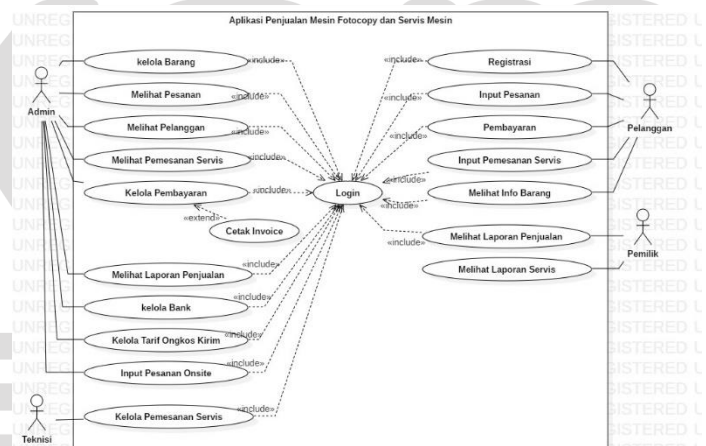 Aplikasi Penjualan Mesin Fotocopy dan Servis Mesin
kelola Barang
«include»
Melihat Pesanan
«include»
Melihat Pelanggan
«include»
Melihat Pemesanan Servis
«include»
Kelola Pembayaran
«include»
«extend»
Cetak Invoice
Melihat Laporan Penjualan
«include»
kelola Bank
«include»
Kelola Tarif Ongkos Kirim
«include»
Input Pesanan Onsite
«include»
Kelola Pemesanan Servis
«include»
Admin
Teknisi
Login
«include»
Registrasi
«include»
Input Pesanan
«include»
Pembayaran
Input Pemesanan Servis
«include»
Melihat Info Barang
«include»
Melihat Laporan Penjualan
«include»
Melihat Laporan Servis
Pelanggan
Pemilik